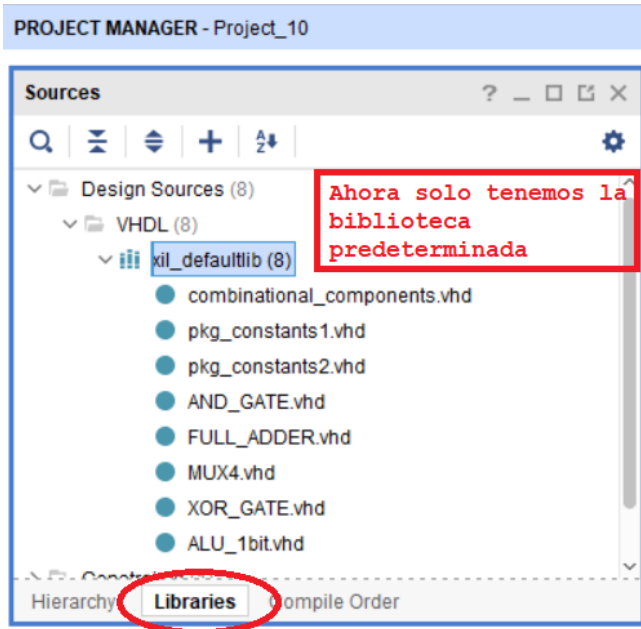 PROJECT MANAGER - Project_10
Sources
Design Sources (8)
Ahora solo tenemos la
biblioteca
predeterminada
VHDL (8)
xil_defaultlib (8)
combinational_components.vhd
pkg_constants1.vhd
pkg_constants2.vhd
AND_GATE.vhd
FULL_ADDER.vhd
MUX4.vhd
XOR_GATE.vhd
ALU_1bit.vhd
Hierarchy Libraries Compile Order